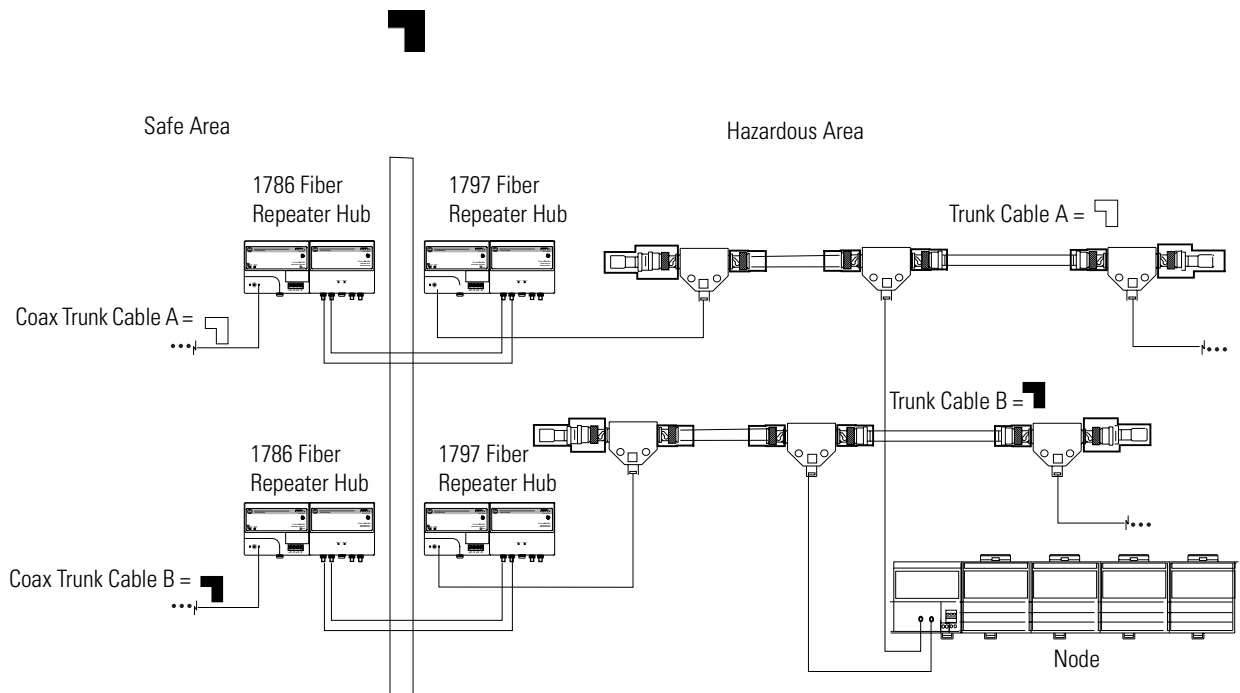 Safe Area
Hazardous Area
1786 Fiber
Repeater Hub
1797 Fiber
Repeater Hub
Trunk Cable A =
Coax Trunk Cable A =
Trunk Cable B =
1786 Fiber
Repeater Hub
1797 Fiber
Repeater Hub
Coax Trunk Cable B =
Node